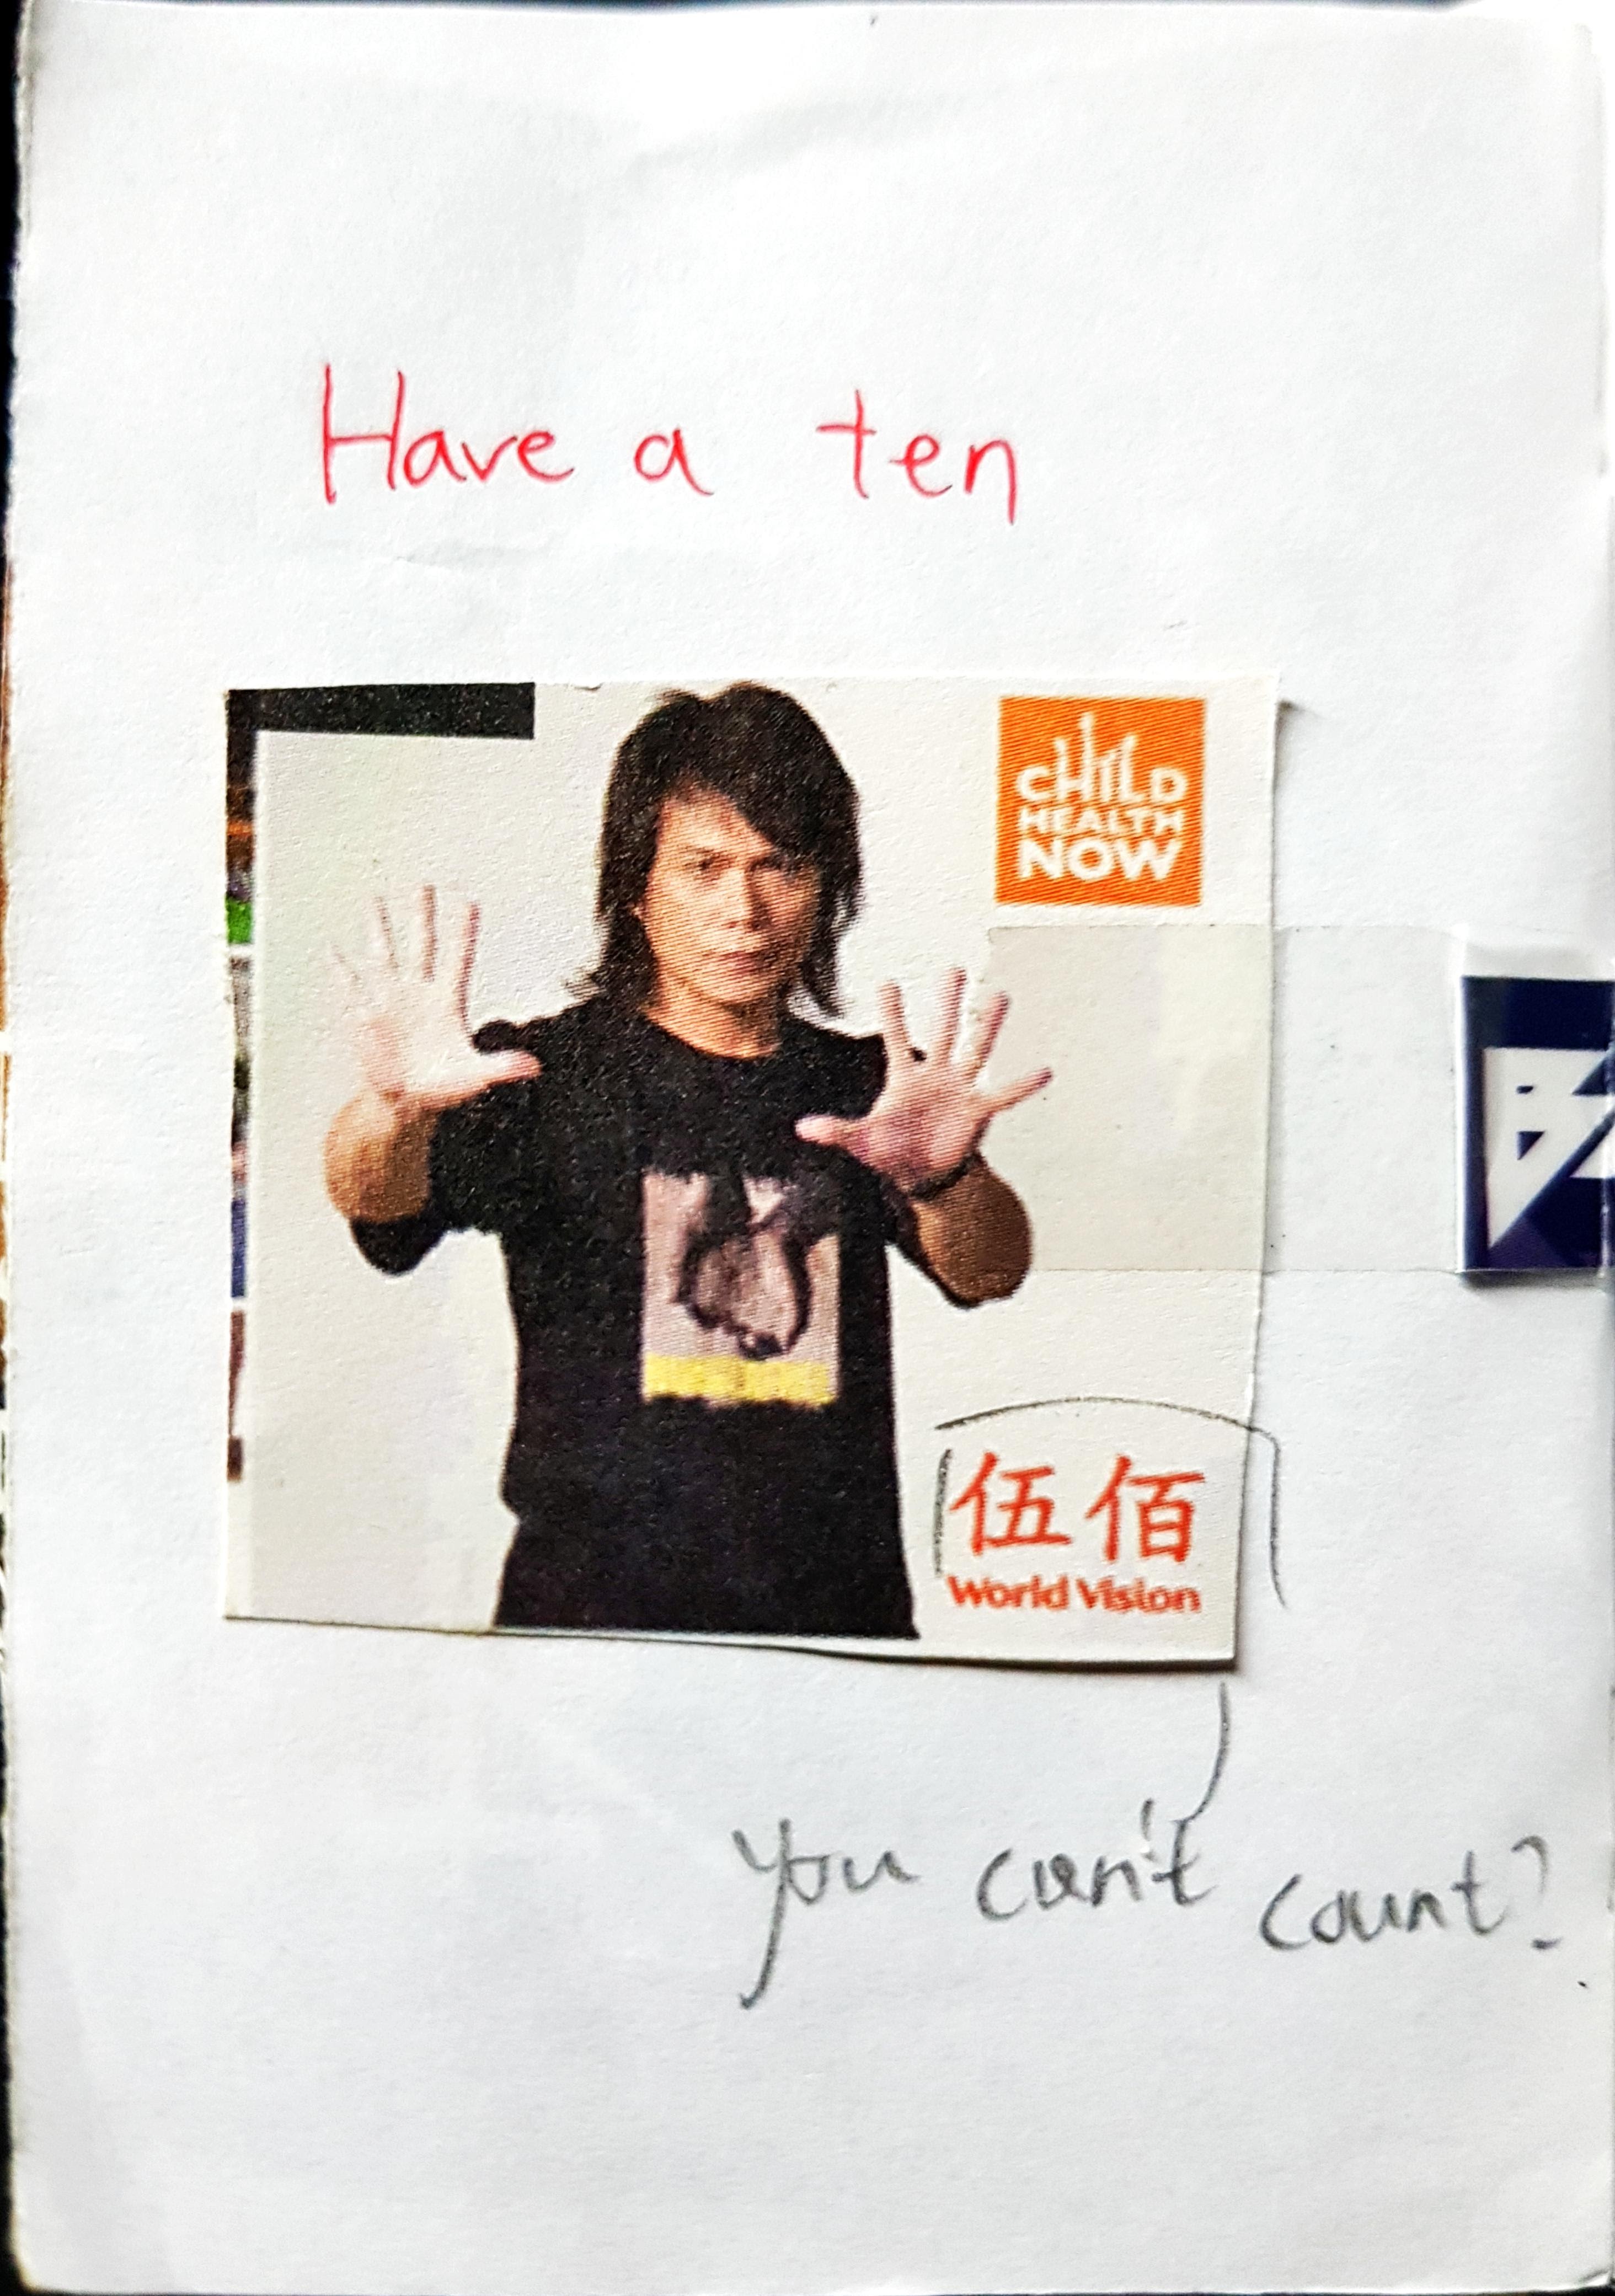 Have a ten
CHILD
HEALTH
NOW
伍佰
World Vision
you can't count?